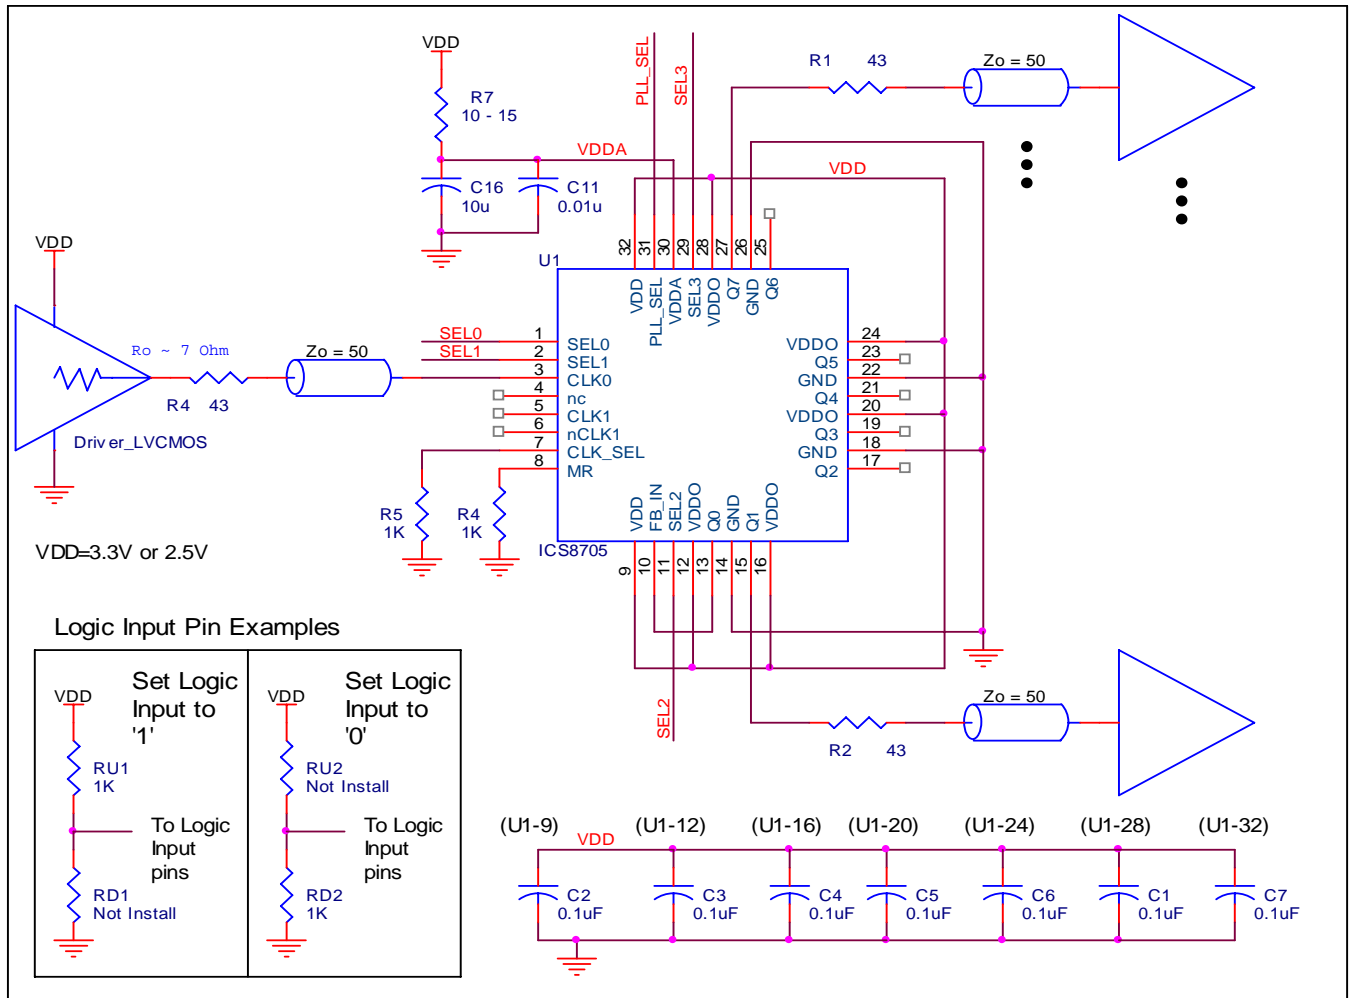 VDD
R7
10 - 15
VDDA
C16
10u
C11
0.01u
PLL_SEL
SEL3
R1 43
Zo = 50
VDD
32
31
30
29
28
27
26
25
VDD
PLL_SEL
VDDA
SEL3
VDDO
Q7
GND
Q6
U1
VDD
Ro ~ 7 Ohm
R4 43
Zo = 50
Driver_LVCMOS
SEL0
SEL1
1 SEL0
2 SEL1
3 CLK0
4 nc
5 CLK1
6 nCLK1
7 CLK_SEL
8 MR
VDDO 24
Q5 23
GND 22
Q4 21
VDDO 20
Q3 19
GND 18
Q2 17
VDD
FB_IN
SEL2
VDDO
Q0
GND
Q1
VDDO
9
10
11
12
13
14
15
16
ICS8705
R5
1K
R4
1K
VDD=3.3V or 2.5V
SEL2
R2 43
Zo = 50
Logic Input Pin Examples
VDD
Set Logic
Input to
'1'
RU1
1K
To Logic
Input
pins
RD1
Not Install
VDD
Set Logic
Input to
'0'
RU2
Not Install
To Logic
Input
pins
RD2
1K
(U1-9) (U1-12) (U1-16) (U1-20) (U1-24) (U1-28) (U1-32)
VDD
C2
0.1uF
C3
0.1uF
C4
0.1uF
C5
0.1uF
C6
0.1uF
C1
0.1uF
C7
0.1uF